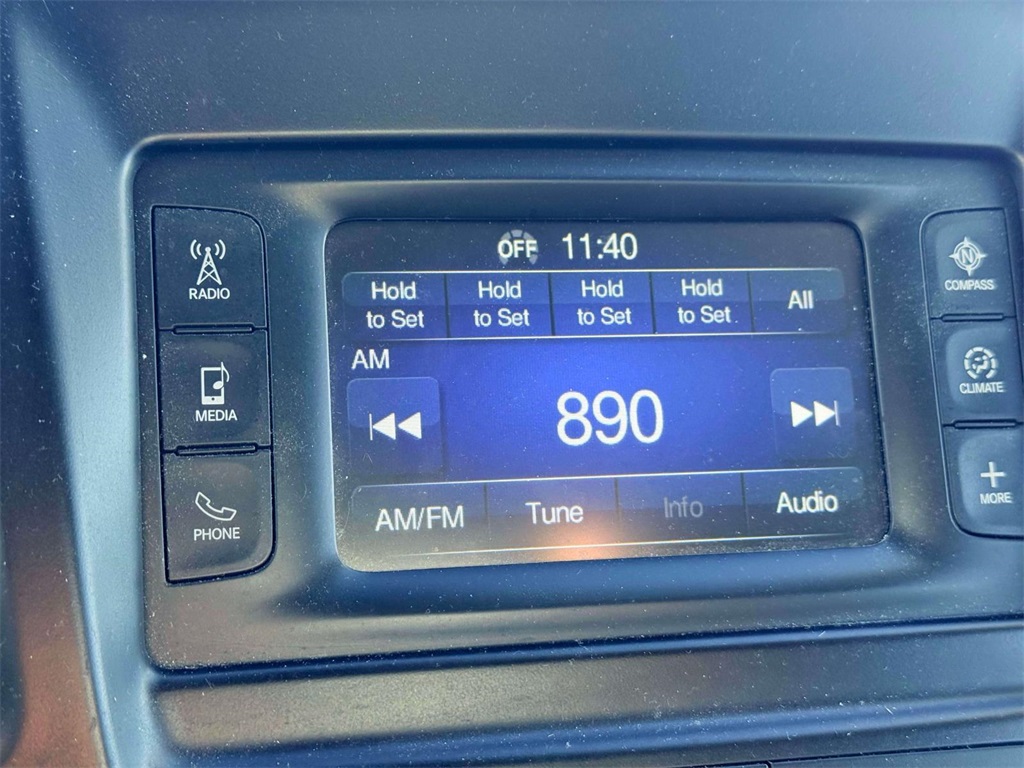 OFF 11:40
Hold Hold Hold Hold All
to Set to Set to Set to Set
AM
890
AM/FM Tune Info Audio
RADIO
MEDIA
PHONE
N
COMPASS
CLIMATE
MORE